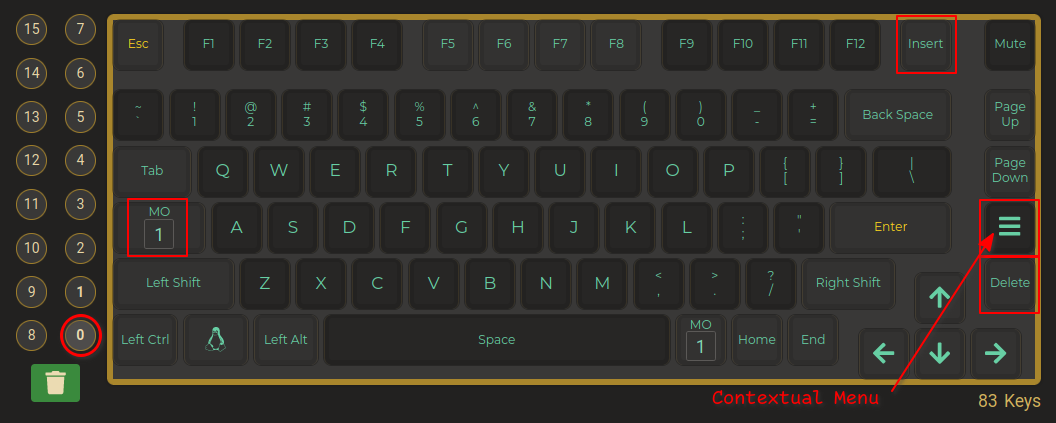 15 7 Esc F1 F2 F3 F4 F5 F6 F7 F8 F9 F10 F11 F12 Insert Mute
14 6
13 5 ~ ! @ # $ % ^ & * ( ) _ + Back Space Page
` 1 2 3 4 5 6 7 8 9 0 - = Up
12 4 Tab Q W E R T Y U I O P { } | Page
[ ] \ Down
11 3 MO A S D F G H J K L : " Enter
1 ; '
10 2
9 1 Left Shift Z X C V B N M < > ? Right Shift Delete
, . /
8 0 Left Ctrl Left Alt Space MO Home End
1
Contextual Menu
83 Keys